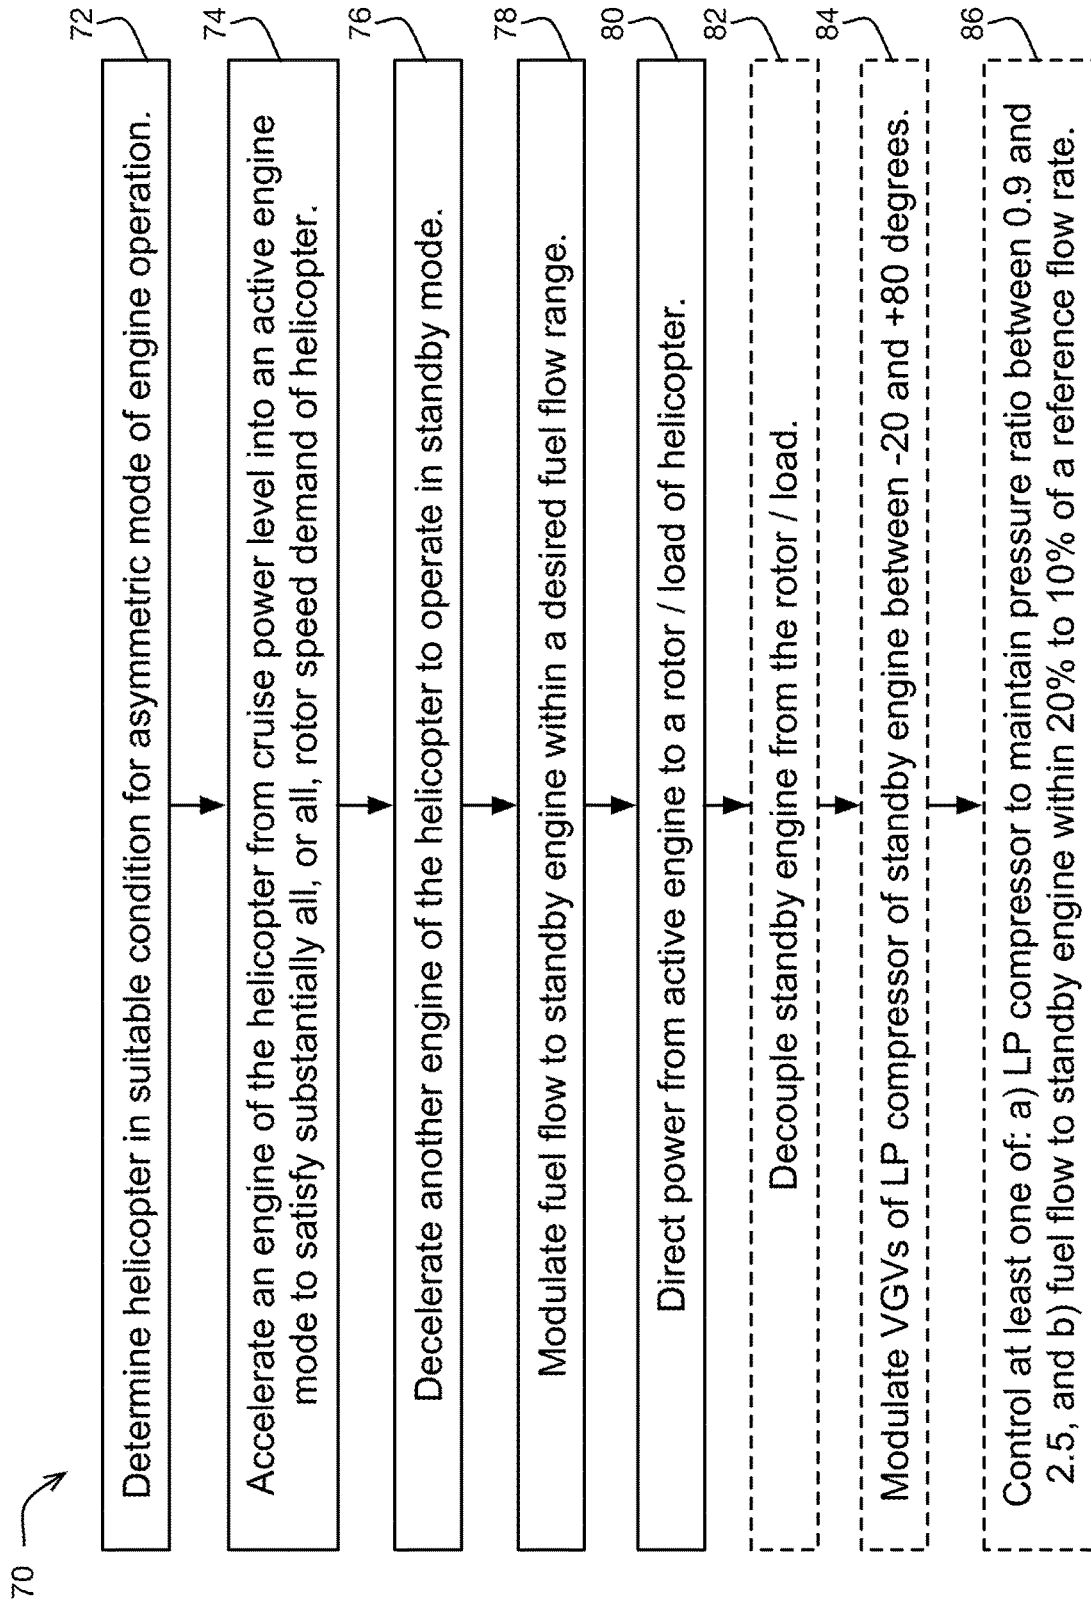 70
72
Determine helicopter in suitable condition for asymmetric mode of engine operation.
74
Accelerate an engine of the helicopter from cruise power level into an active engine
mode to satisfy substantially all, or all, rotor speed demand of helicopter.
76
Decelerate another engine of the helicopter to operate in standby mode.
78
Modulate fuel flow to standby engine within a desired fuel flow range.
80
Direct power from active engine to a rotor / load of helicopter.
82
Decouple standby engine from the rotor / load.
84
Modulate VGVs of LP compressor of standby engine between -20 and +80 degrees.
86
Control at least one of: a) LP compressor to maintain pressure ratio between 0.9 and
2.5, and b) fuel flow to standby engine within 20% to 10% of a reference flow rate.